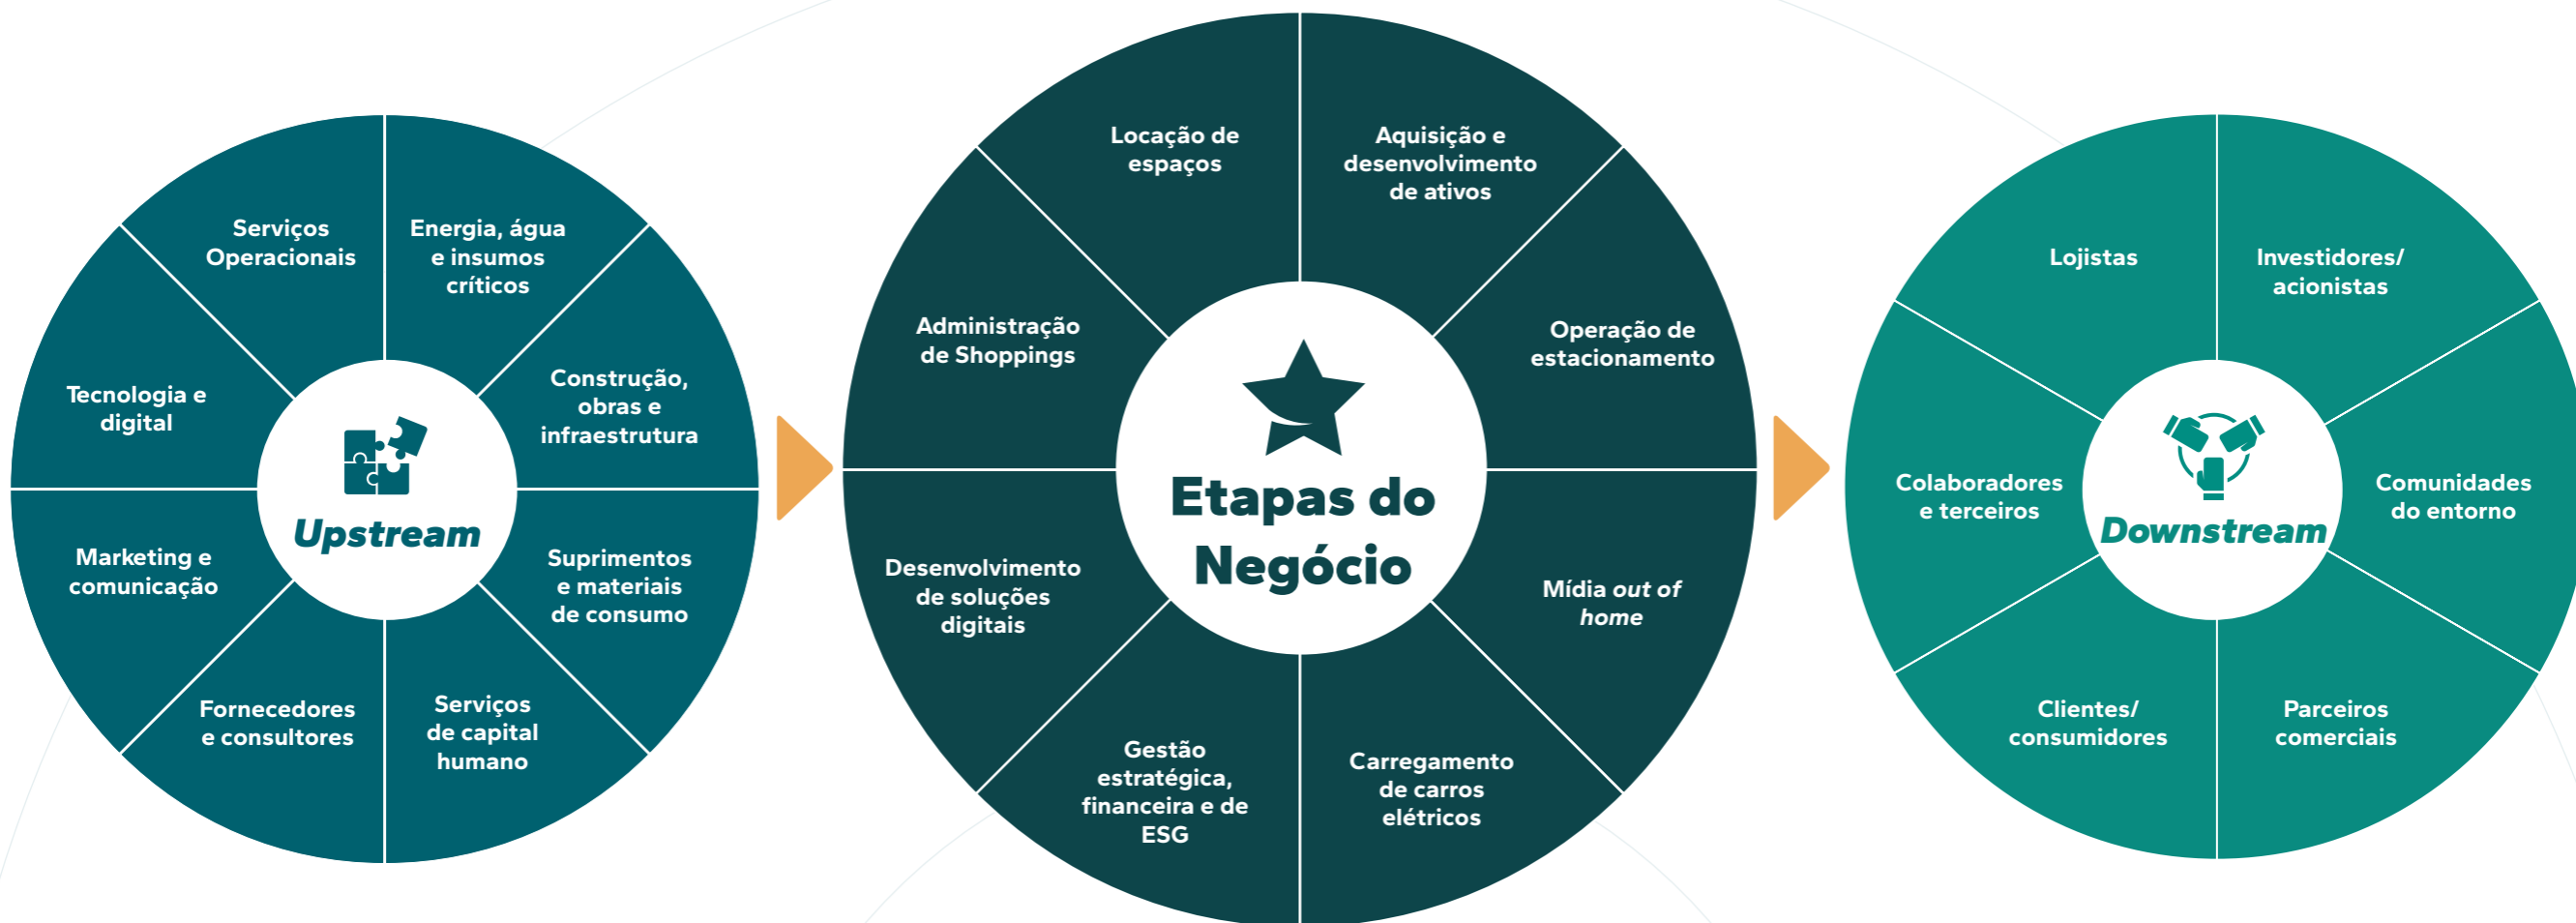 Serviços
Operacionais
Energia, água
e insumos
críticos
Construção,
obras e
infraestrutura
Suprimentos
e materiais
de consumo
Serviços
de capital
humano
Fornecedores
e consultores
Marketing e
comunicação
Tecnologia e
digital
Upstream
Locação de
espaços
Aquisição e
desenvolvimento
de ativos
Operação de
estacionamento
Mídia out of
home
Carregamento
de carros
elétricos
Gestão
estratégica,
financeira e de
ESG
Desenvolvimento
de soluções
digitais
Administração
de Shoppings
Etapas do
Negócio
Lojistas
Investidores/
acionistas
Comunidades
do entorno
Parceiros
comerciais
Clientes/
consumidores
Colaboradores
e terceiros
Downstream